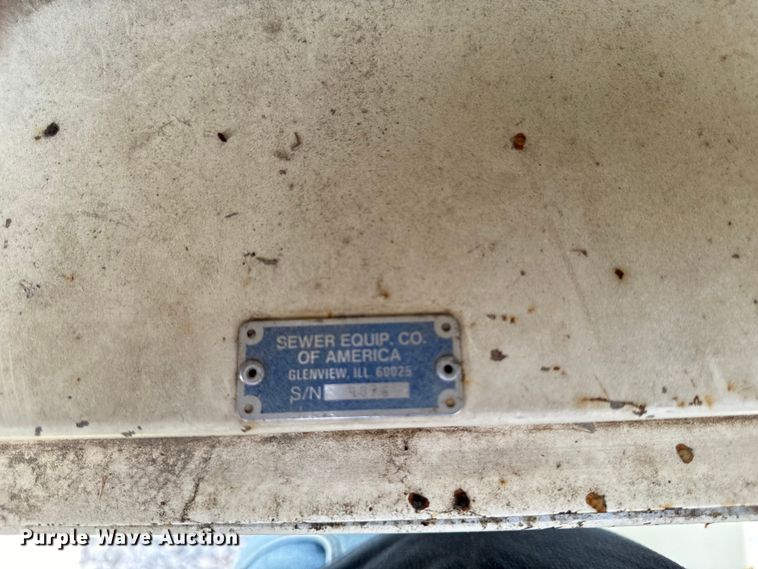 SEWER EQUIP. CO.
OF AMERICA
GLENVIEW, ILL 60025
S/N
Purple Wave Auction